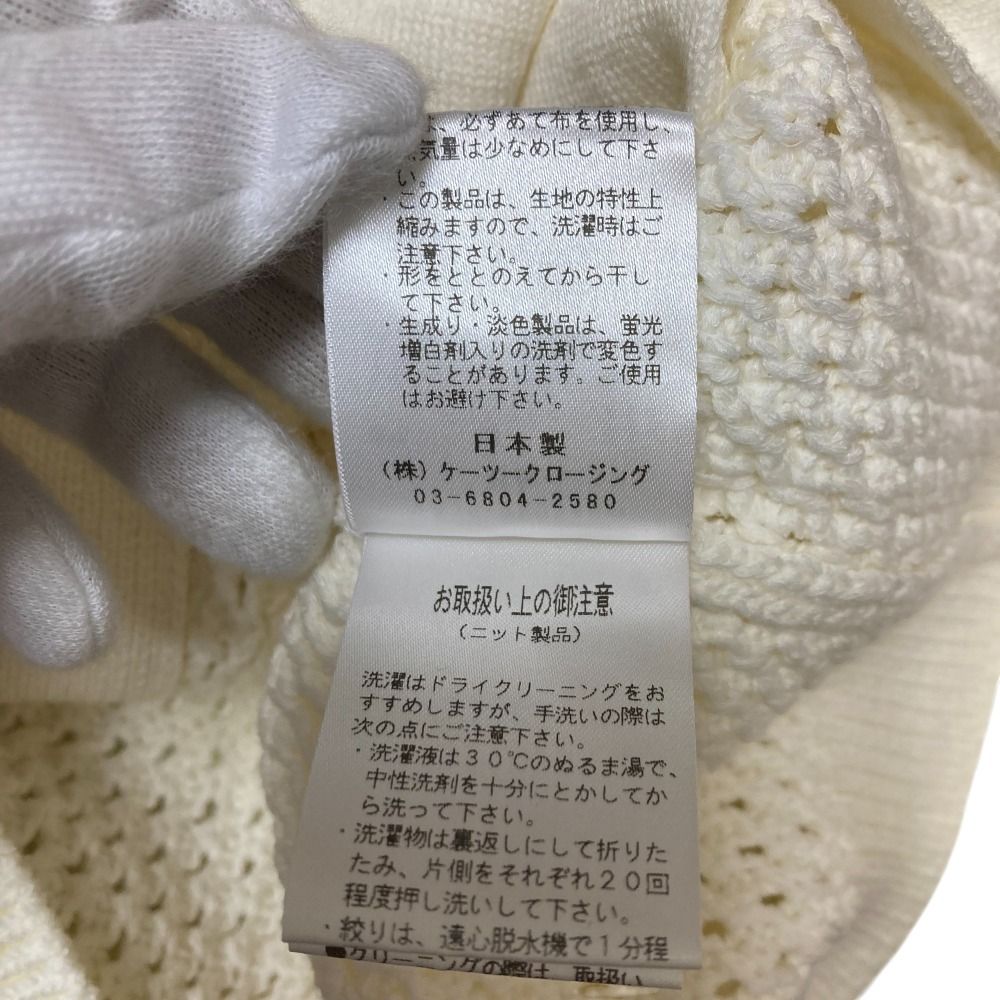 、必ずあて布を使用し、
気量は少なめにして下さ
い。
・この製品は、生地の特性上
縮みますので、洗濯時はご
注意下さい。
・形をととのえてから干し
て下さい。
・生成り・淡色製品は、蛍光
増白剤入りの洗剤で変色す
ることがあります。ご使用
はお避け下さい。
日本製
(株)ケーツークロージング
03-6804-2580
お取扱い上の御注意
(ニット製品)
洗濯はドライクリーニングをお
すすめしますが、手洗いの際は
次の点にご注意下さい。
・洗濯液は30℃のぬるま湯で、
中性洗剤を十分にとかしてか
ら洗って下さい。
・洗濯物は裏返しにして折りた
たみ、片側をそれぞれ20回
程度押し洗いして下さい。
・絞りは、遠心脱水機で1分程
●クリーニングの際は、取扱い